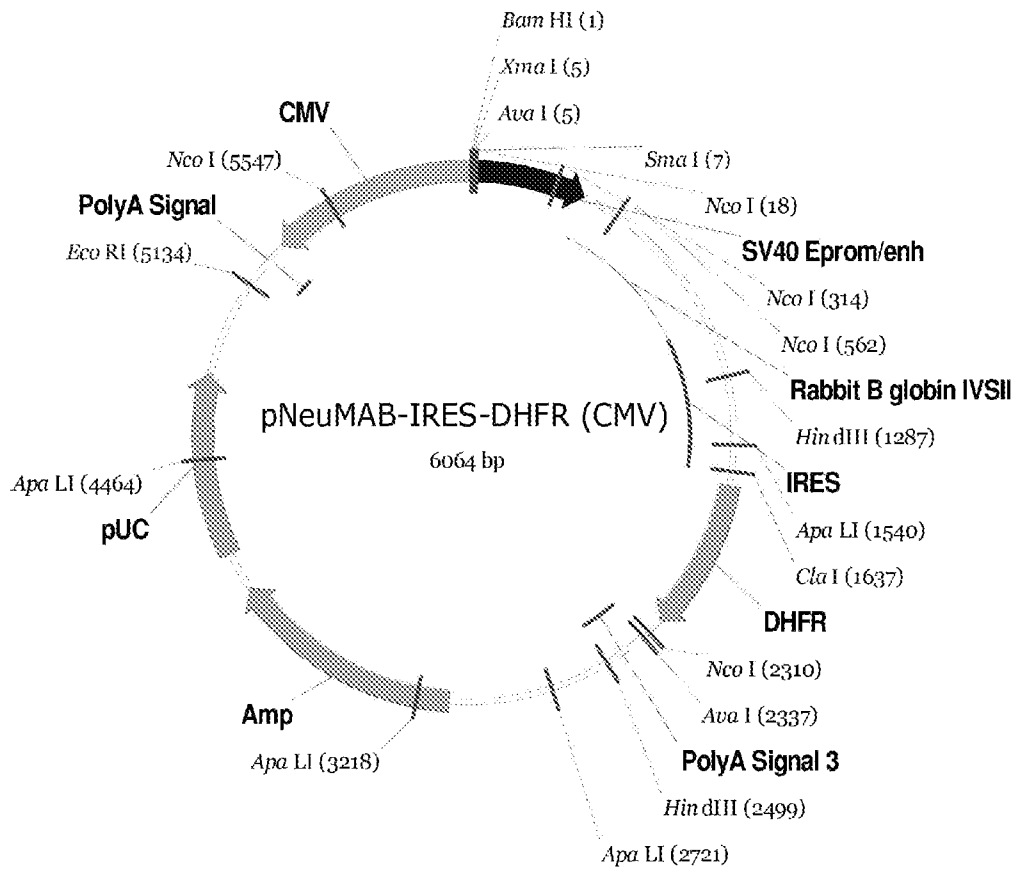 Bam HI (1)
Xma I (5)
CMV
Ava I (5)
Nco I (5547)
Sma I (7)
PolyA Signal
Nco I (18)
Eco RI (5134)
SV40 Eprom/enh
Nco I (314)
Nco I (562)
Rabbit B globin IVSII
pNeuMAB-IRES-DHFR (CMV)
Hin dIII (1287)
6064 bp
Apa LI (4464)
IRES
pUC
Apa LI (1540)
Cla I (1637)
DHFR
Nco I (2310)
Amp
Ava I (2337)
Apa LI (3218)
PolyA Signal 3
Hin dIII (2499)
Apa LI (2721)